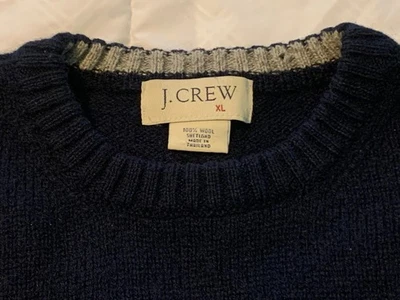 J.CREW
XL
100% WOOL
SHETLAND
MADE IN
THAILAND